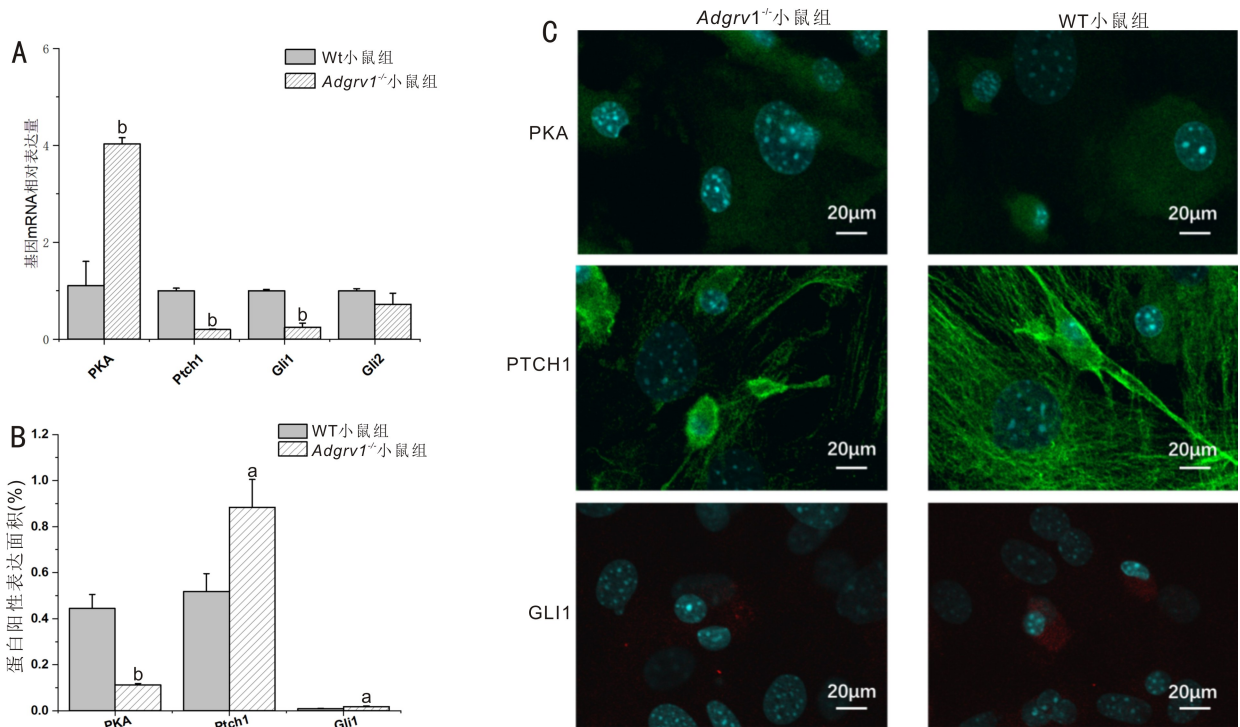 A
Wt小鼠组
Adgrv1-/-小鼠组
基因mRNA相对表达量
6
4
2
0
b
b
b
PKA
Ptch1
Gli1
Gli2
B
WT小鼠组
Adgrv1-/-小鼠组
蛋白阳性表达面积(%)
1.2
1.0
0.8
0.6
0.4
0.2
0.0
b
a
a
PKA
Ptch1
Gli1
C
Adgrv1-/-小鼠组
WT小鼠组
PKA
20μm
20μm
PTCH1
20μm
20μm
GLI1
20μm
20μm